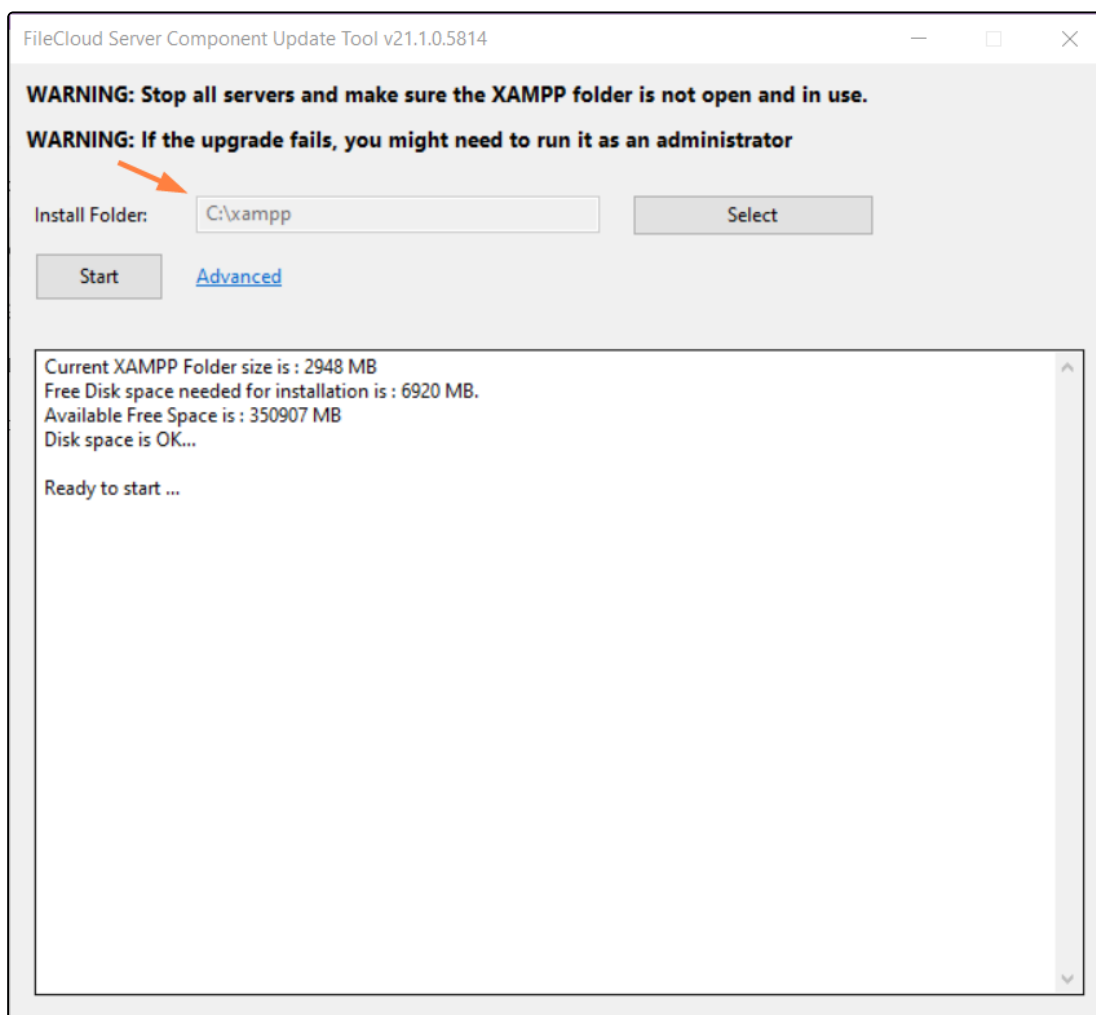 FileCloud Server Component Update Tool v21.1.0.5814
WARNING: Stop all servers and make sure the XAMPP folder is not open and in use.
WARNING: If the upgrade fails, you might need to run it as an administrator
Install Folder: C:\xampp Select
Start Advanced
Current XAMPP Folder size is : 2948 MB
Free Disk space needed for installation is : 6920 MB.
Available Free Space is : 350907 MB
Disk space is OK...
Ready to start ...